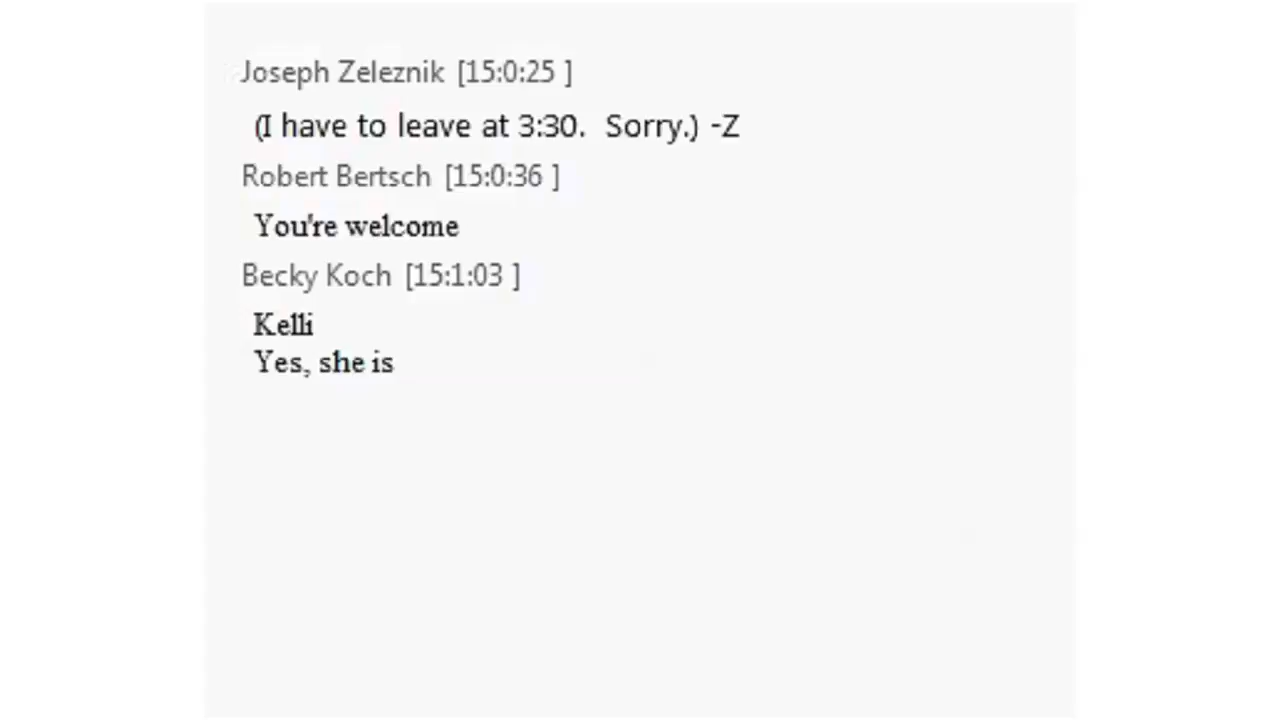 Joseph Zeleznik [15:0:25 ]
(I have to leave at 3:30.  Sorry.) -Z
Robert Bertsch [15:0:36 ]
You're welcome
Becky Koch [15:1:03 ]
Kelli
Yes, she is